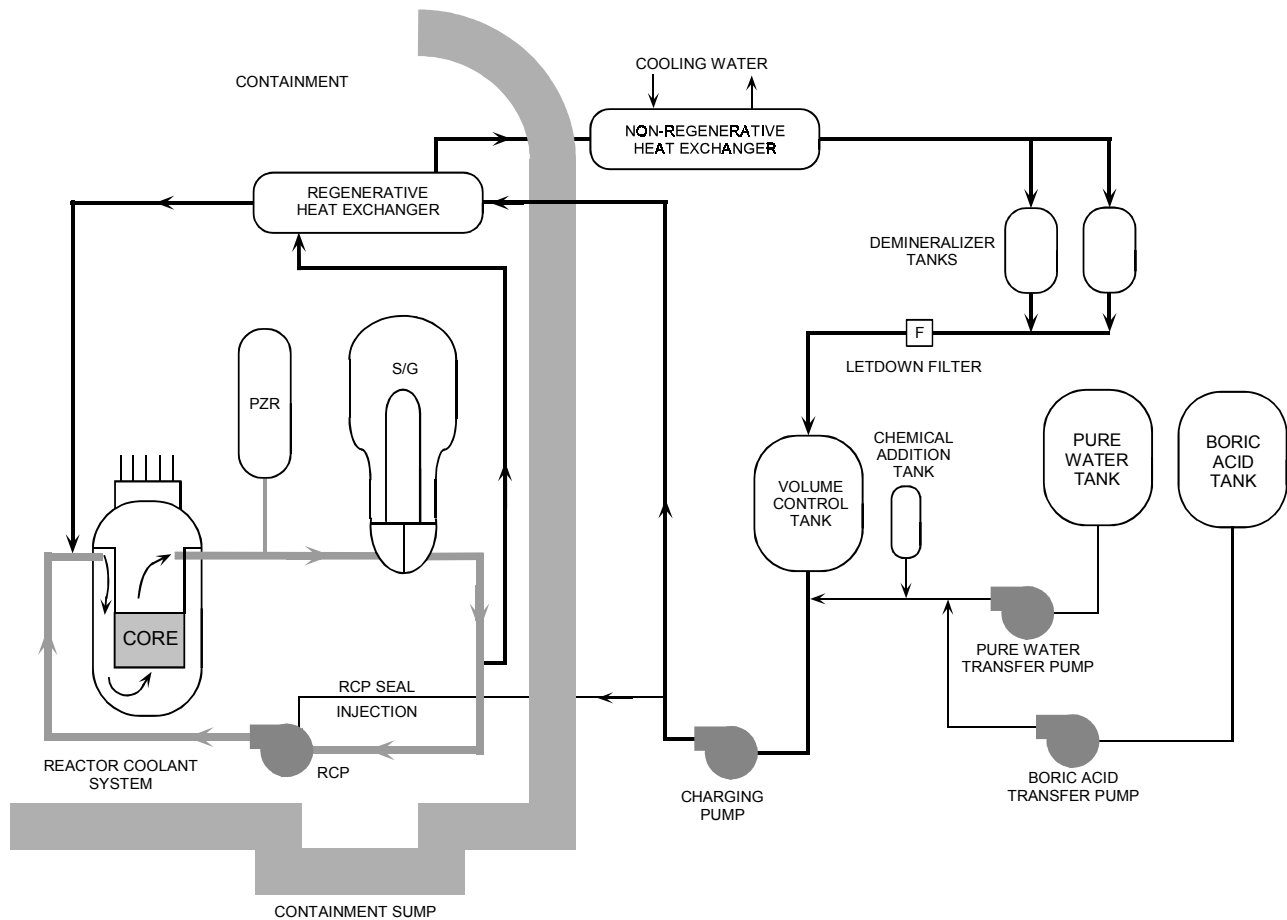 COOLING WATER
CONTAINMENT
NON-REGENERATIVE
HEAT EXCHANGER
REGENERATIVE
HEAT EXCHANGER
DEMINERALIZER
TANKS
F
LETDOWN FILTER
S/G
PZR
CHEMICAL
ADDITION
TANK
PURE
WATER
TANK
BORIC
ACID
TANK
VOLUME
CONTROL
TANK
CORE
PURE WATER
TRANSFER PUMP
RCP SEAL
INJECTION
REACTOR COOLANT
SYSTEM
RCP
CHARGING
PUMP
BORIC ACID
TRANSFER PUMP
CONTAINMENT SUMP